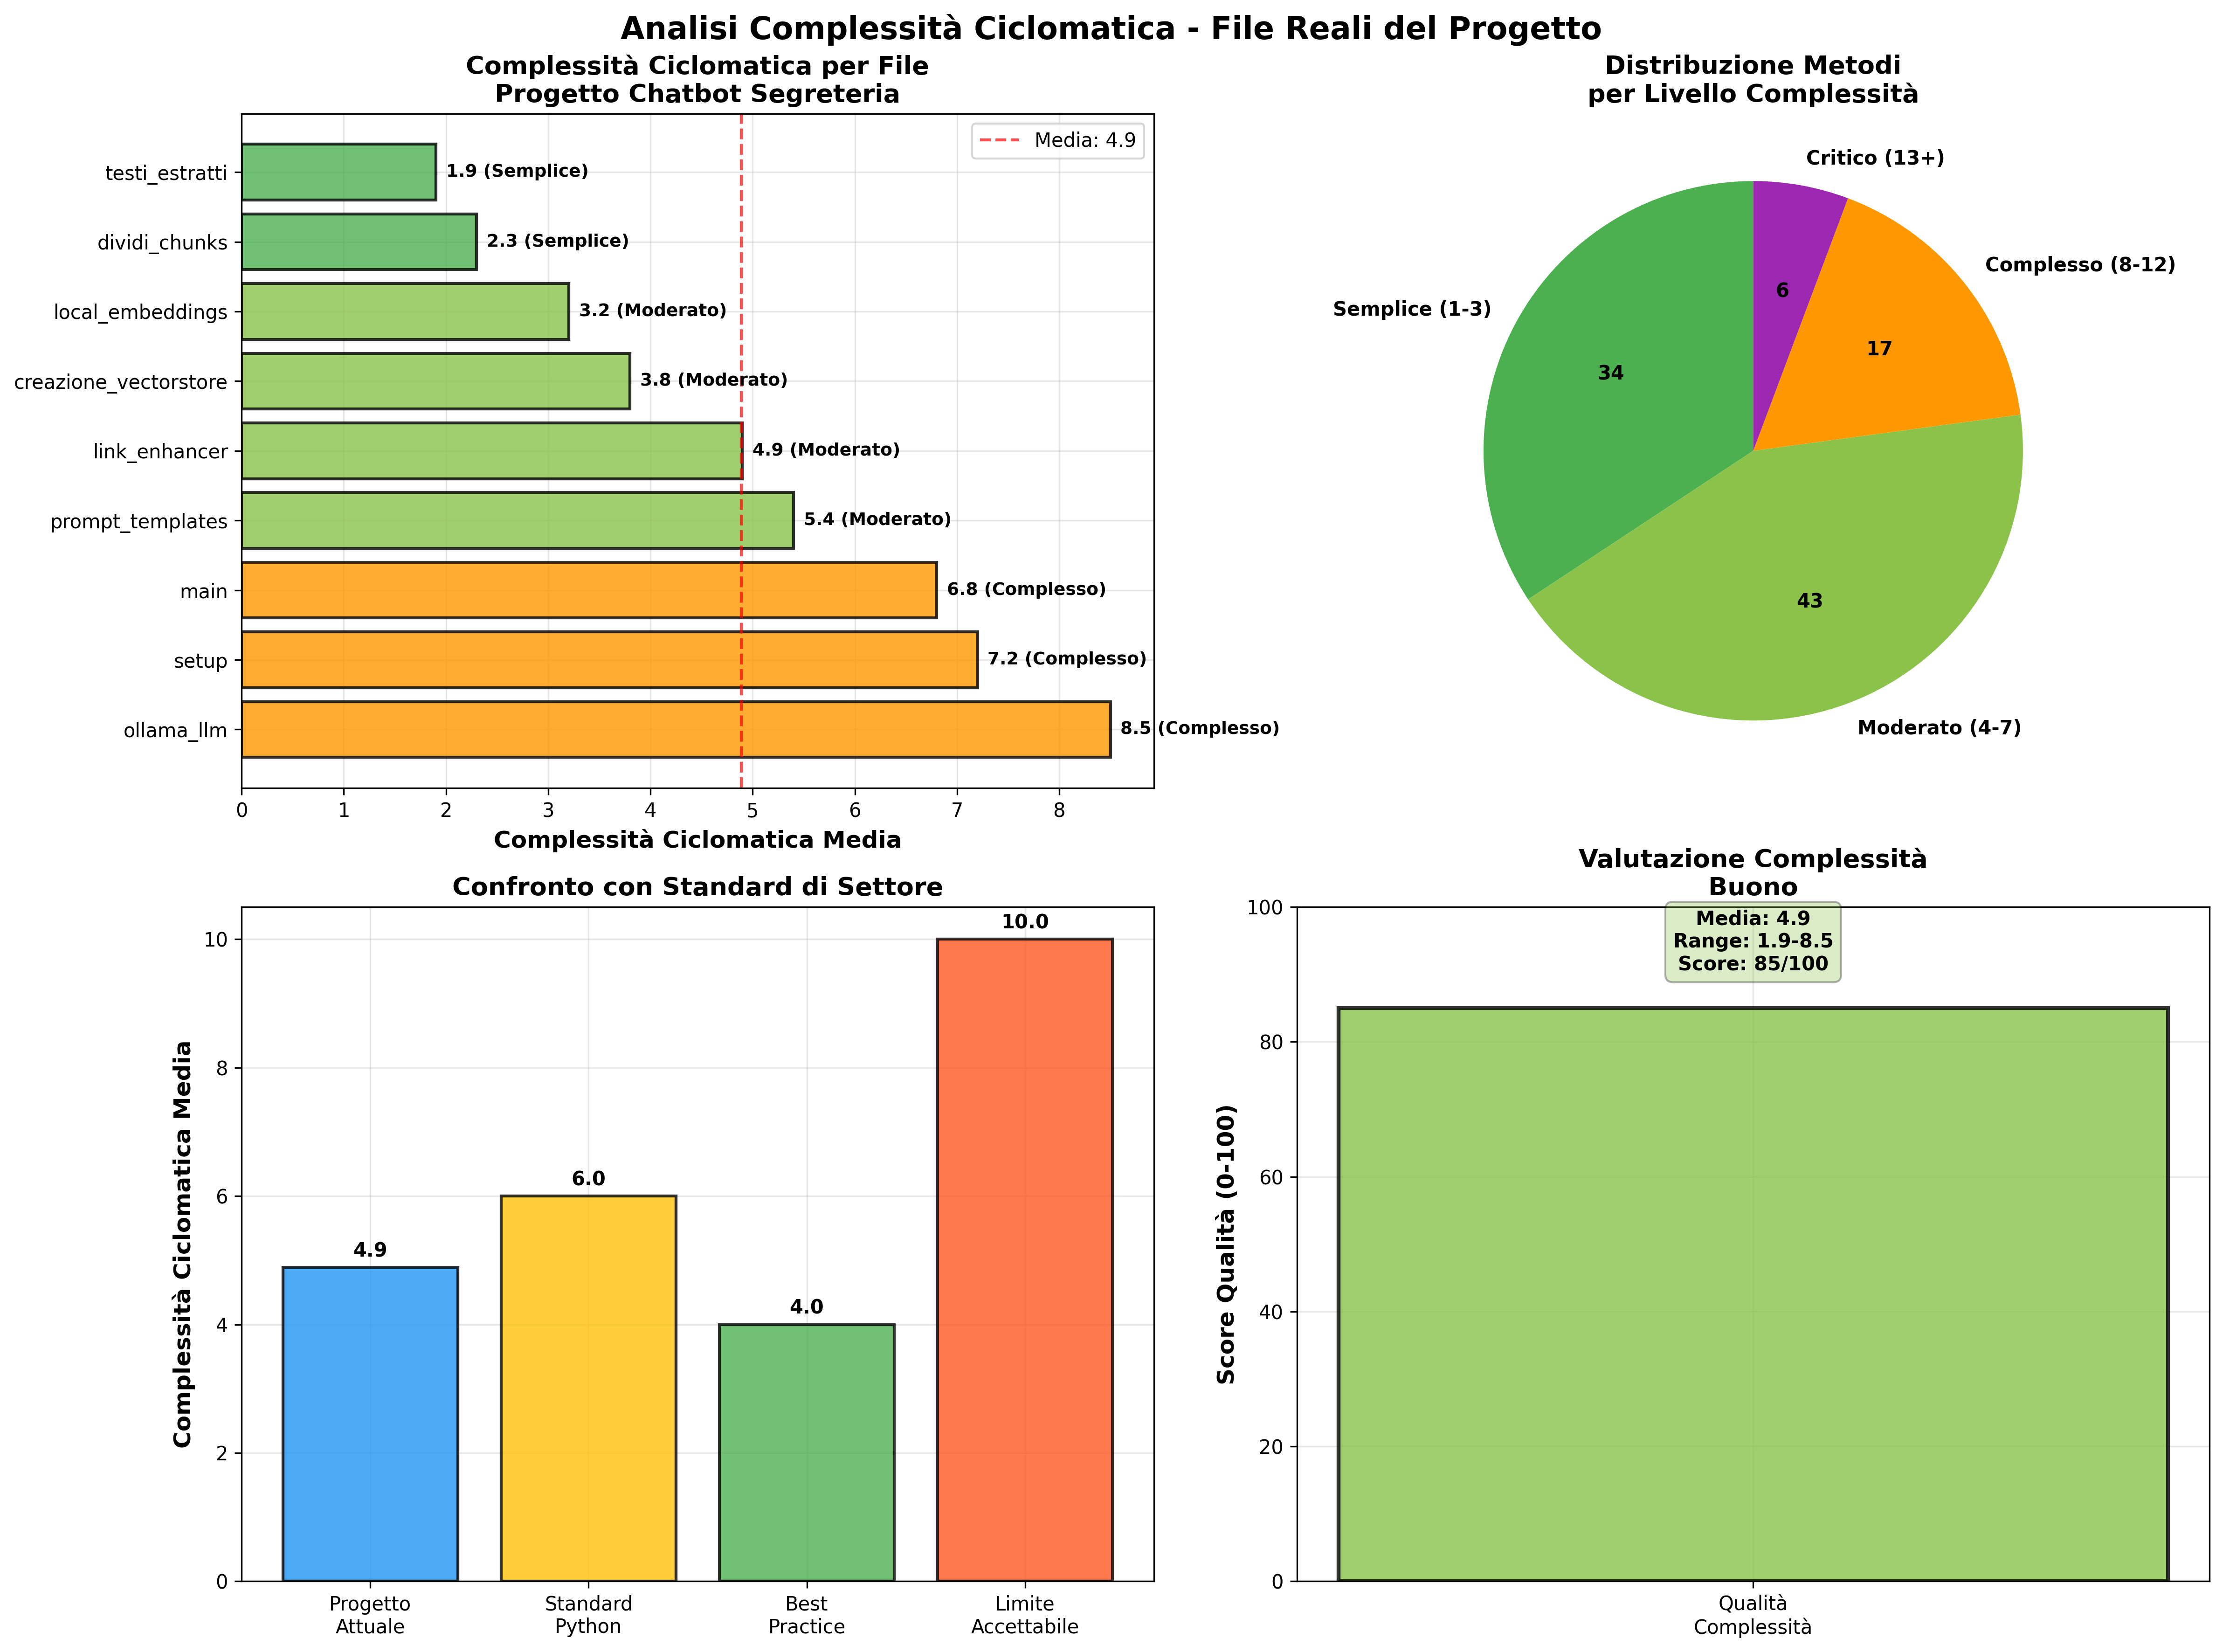 Analisi Complessità Ciclomatica - File Reali del Progetto
Complessità Ciclomatica per File
Progetto Chatbot Segreteria
Media: 4.9
testi_estratti
1.9 (Semplice)
dividi_chunks
2.3 (Semplice)
local_embeddings
3.2 (Moderato)
creazione_vectorstore
3.8 (Moderato)
link_enhancer
4.9 (Moderato)
prompt_templates
5.4 (Moderato)
main
6.8 (Complesso)
setup
7.2 (Complesso)
ollama_llm
8.5 (Complesso)
0 1 2 3 4 5 6 7 8
Complessità Ciclomatica Media
Distribuzione Metodi
per Livello Complessità
Critico (13+)
Complesso (8-12)
Semplice (1-3)
6
17
34
43
Moderato (4-7)
Confronto con Standard di Settore
Complessità Ciclomatica Media
10
8
6
4
2
0
4.9
6.0
4.0
10.0
Progetto
Attuale
Standard
Python
Best
Practice
Limite
Accettabile
Valutazione Complessità
Buono
Media: 4.9
Range: 1.9-8.5
Score: 85/100
Score Qualità (0-100)
100
80
60
40
20
0
Qualità
Complessità